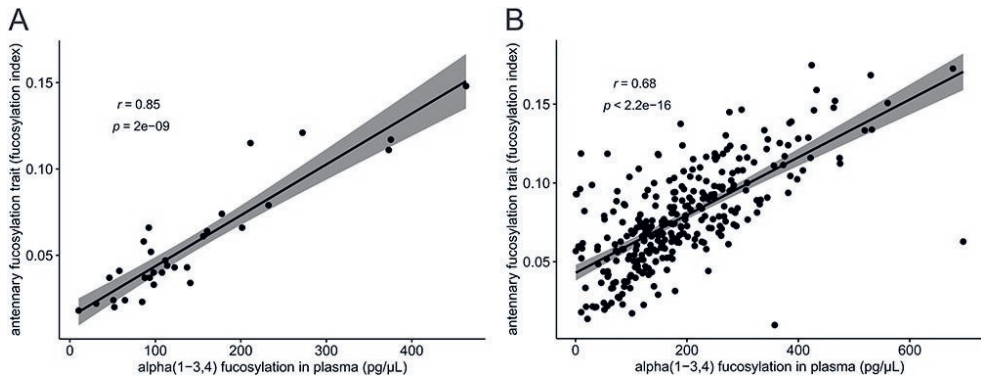 A
antennary fucosylation trait (fucosylation index)
0.15
0.10
0.05
r = 0.85
p = 2e−09
0
100
200
300
400
alpha(1−3,4) fucosylation in plasma (pg/µL)
B
antennnary fucosylation trait (fucosylation index)
0.15
0.10
0.05
r = 0.68
p < 2.2e−16
0
200
400
600
alpha(1−3,4) fucosylation in plasma (pg/µL)